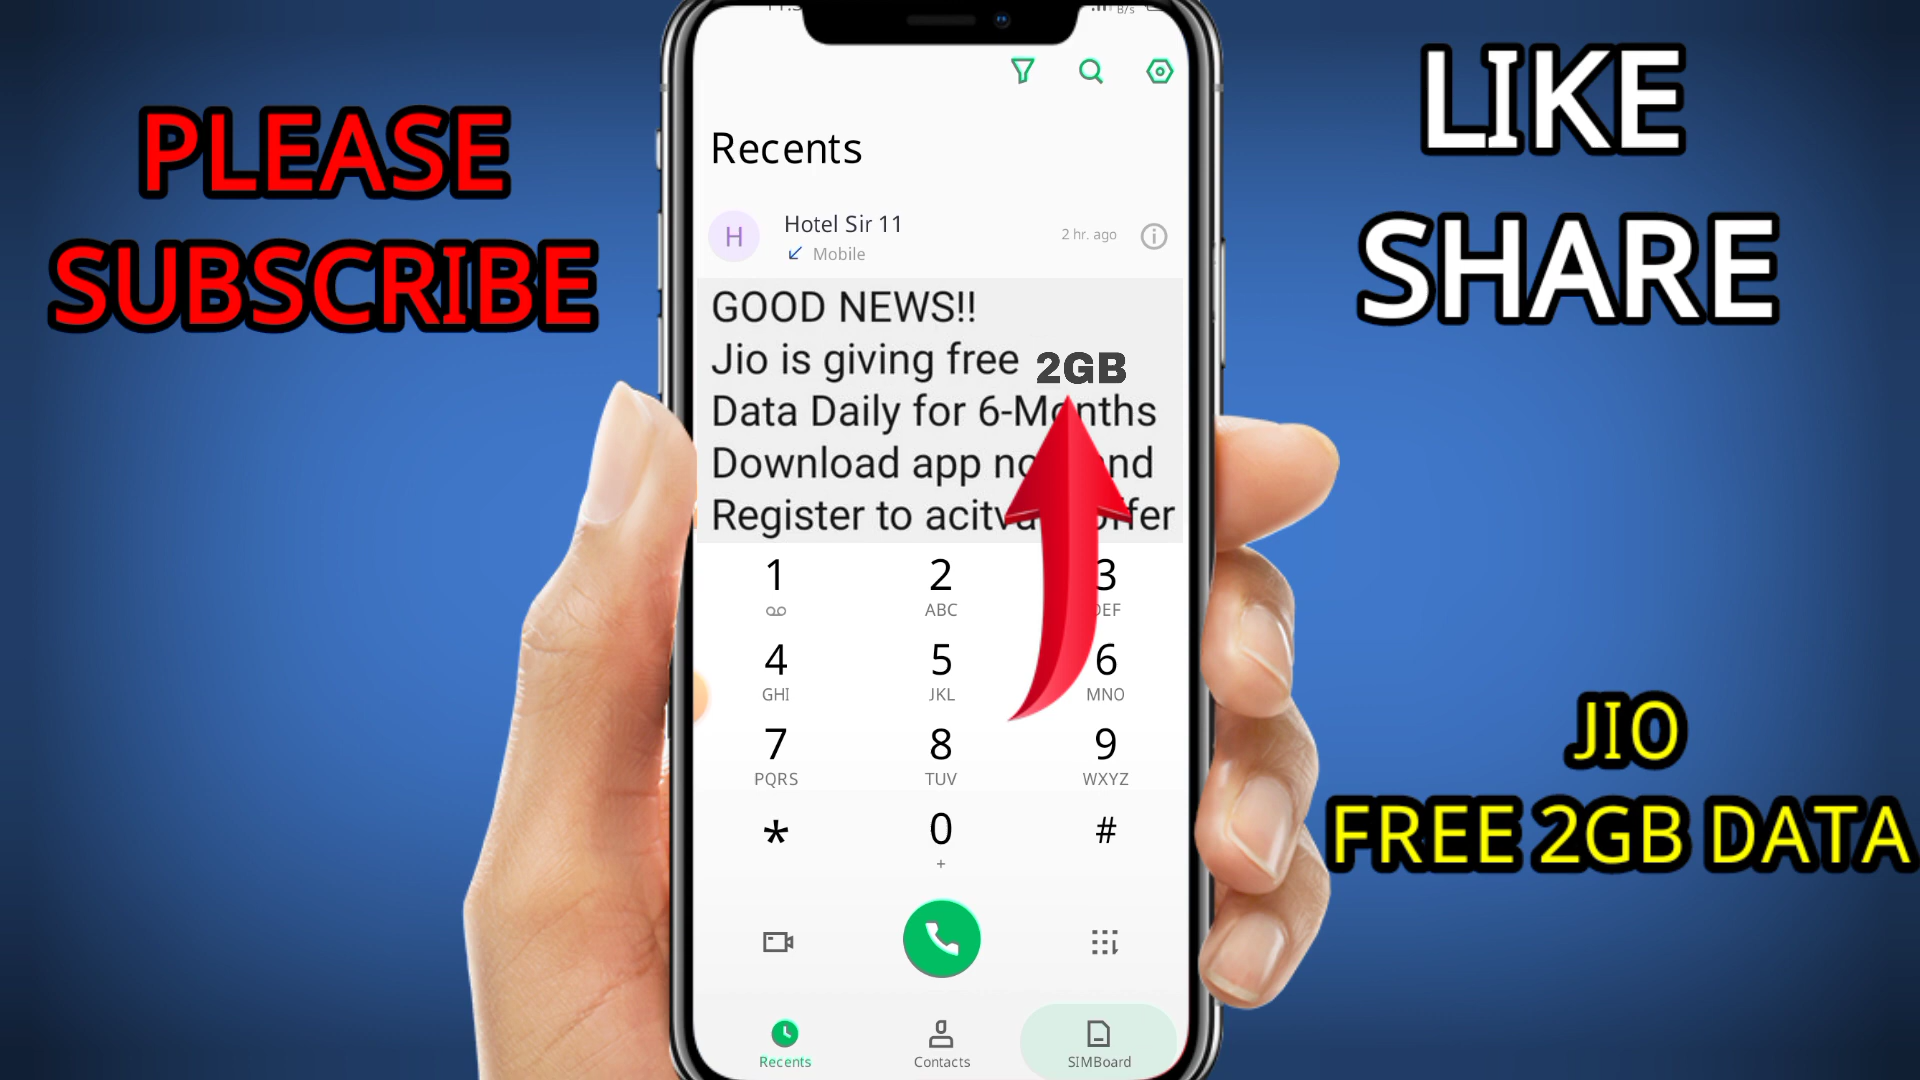 PLEASE
SUBSCRIBE
LIKE
SHARE
JIO
FREE 2GB DATA
B/s
Recents
H
Hotel Sir 11
Mobile
2 hr. ago
GOOD NEWS!!
Jio is giving free 2GB
Data Daily for 6-Months
Download app
Register to
1
2
ABC
3
4
GHI
5
JKL
6
MNO
7
PQRS
8
TUV
9
WXYZ
*
0
+
#
Recents
Contacts
SIMBoard